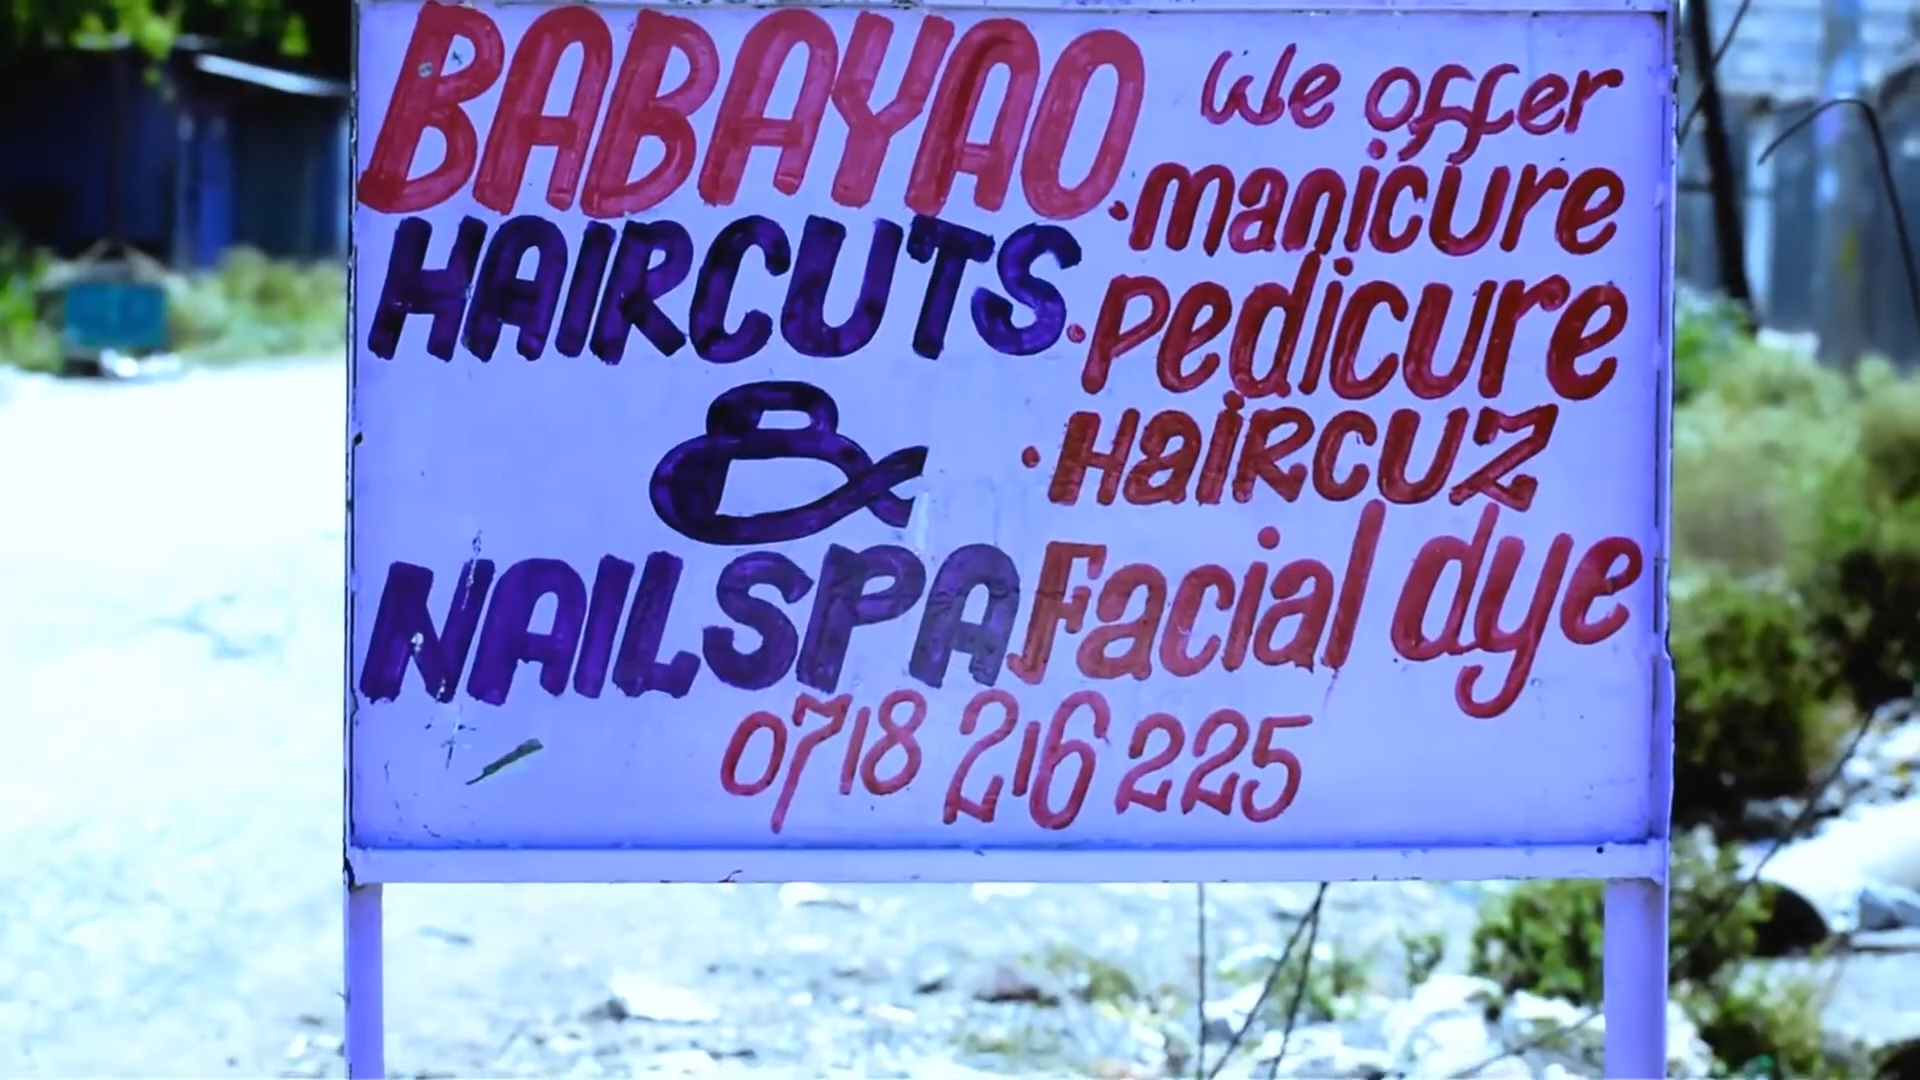 BABAYAO
HAIRCUTS
&
NAILSPA
We offer
•manicure
•Pedicure
•HaiRCUZ
Facial dye
0718 216 225